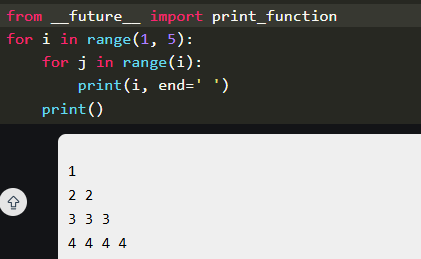 from __future__ import print_function
for i in range(1, 5):
    for j in range(i):
        print(i, end=' ')
    print()
1
2 2
3 3 3
4 4 4 4